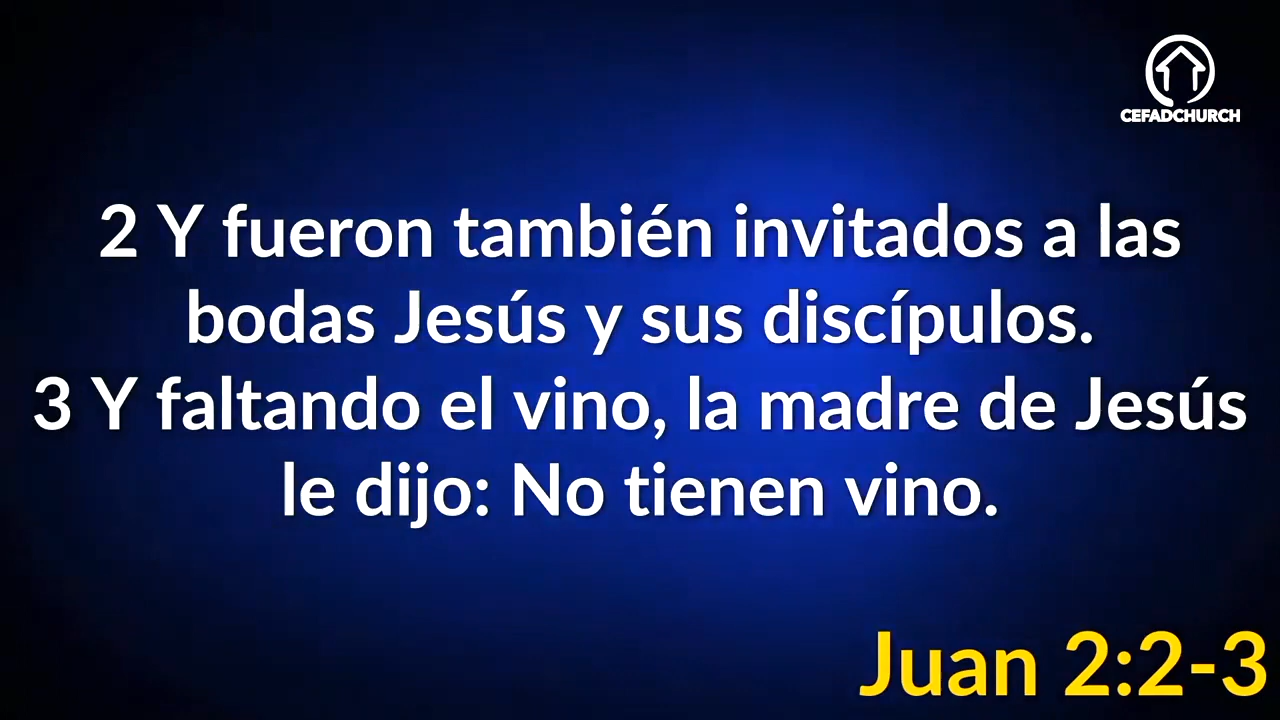 CEFADCHURCH
2 Y fueron también invitados a las
bodas Jesús y sus discípulos.
3 Y faltando el vino, la madre de Jesús
le dijo: No tienen vino.
Juan 2:2-3